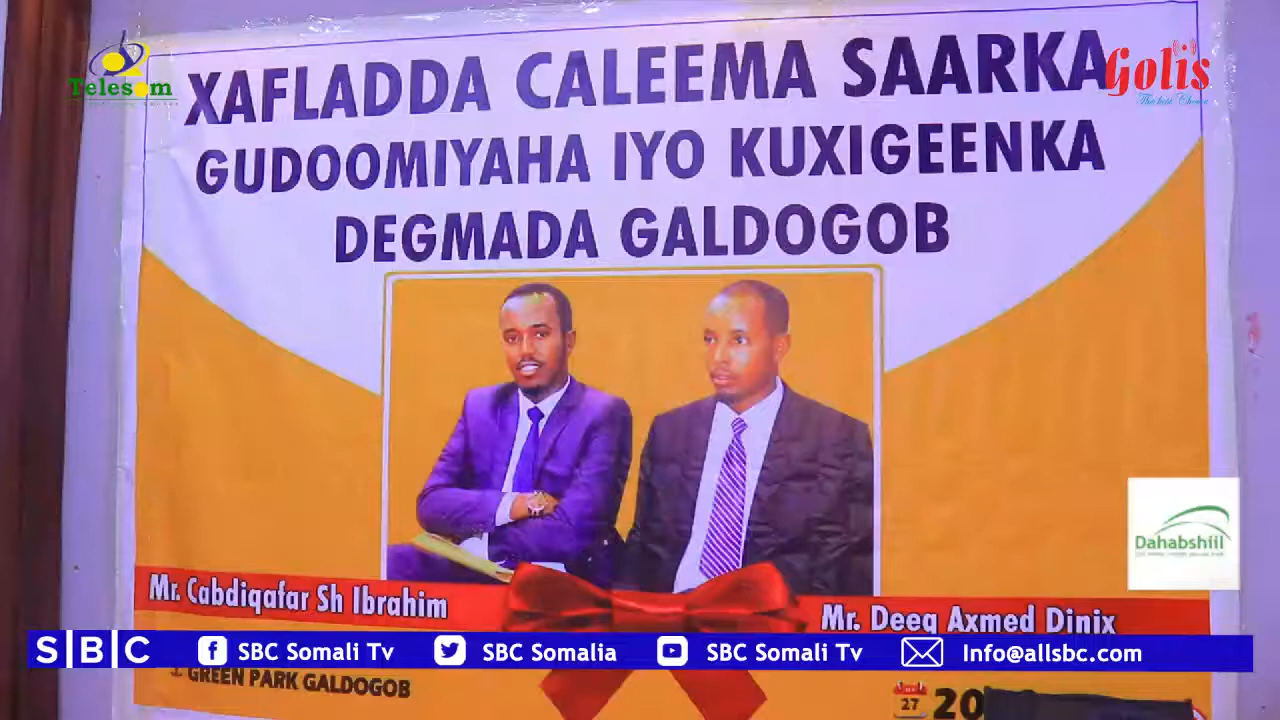 Telesom
Golis
The best Choice
XAFLADDA CALEEMA SAARKA
GUDOOMIYAHA IYO KUXIGEENKA
DEGMADA GALDOGOB
Dahabshiil
Mr. Cabdiqafar Sh Ibrahim
Mr. Deeq Axmed Dinix
S|B|C
SBC Somali Tv
SBC Somalia
SBC Somali Tv
Info@allsbc.com
GREEN PARK GALDOGOB
27
20